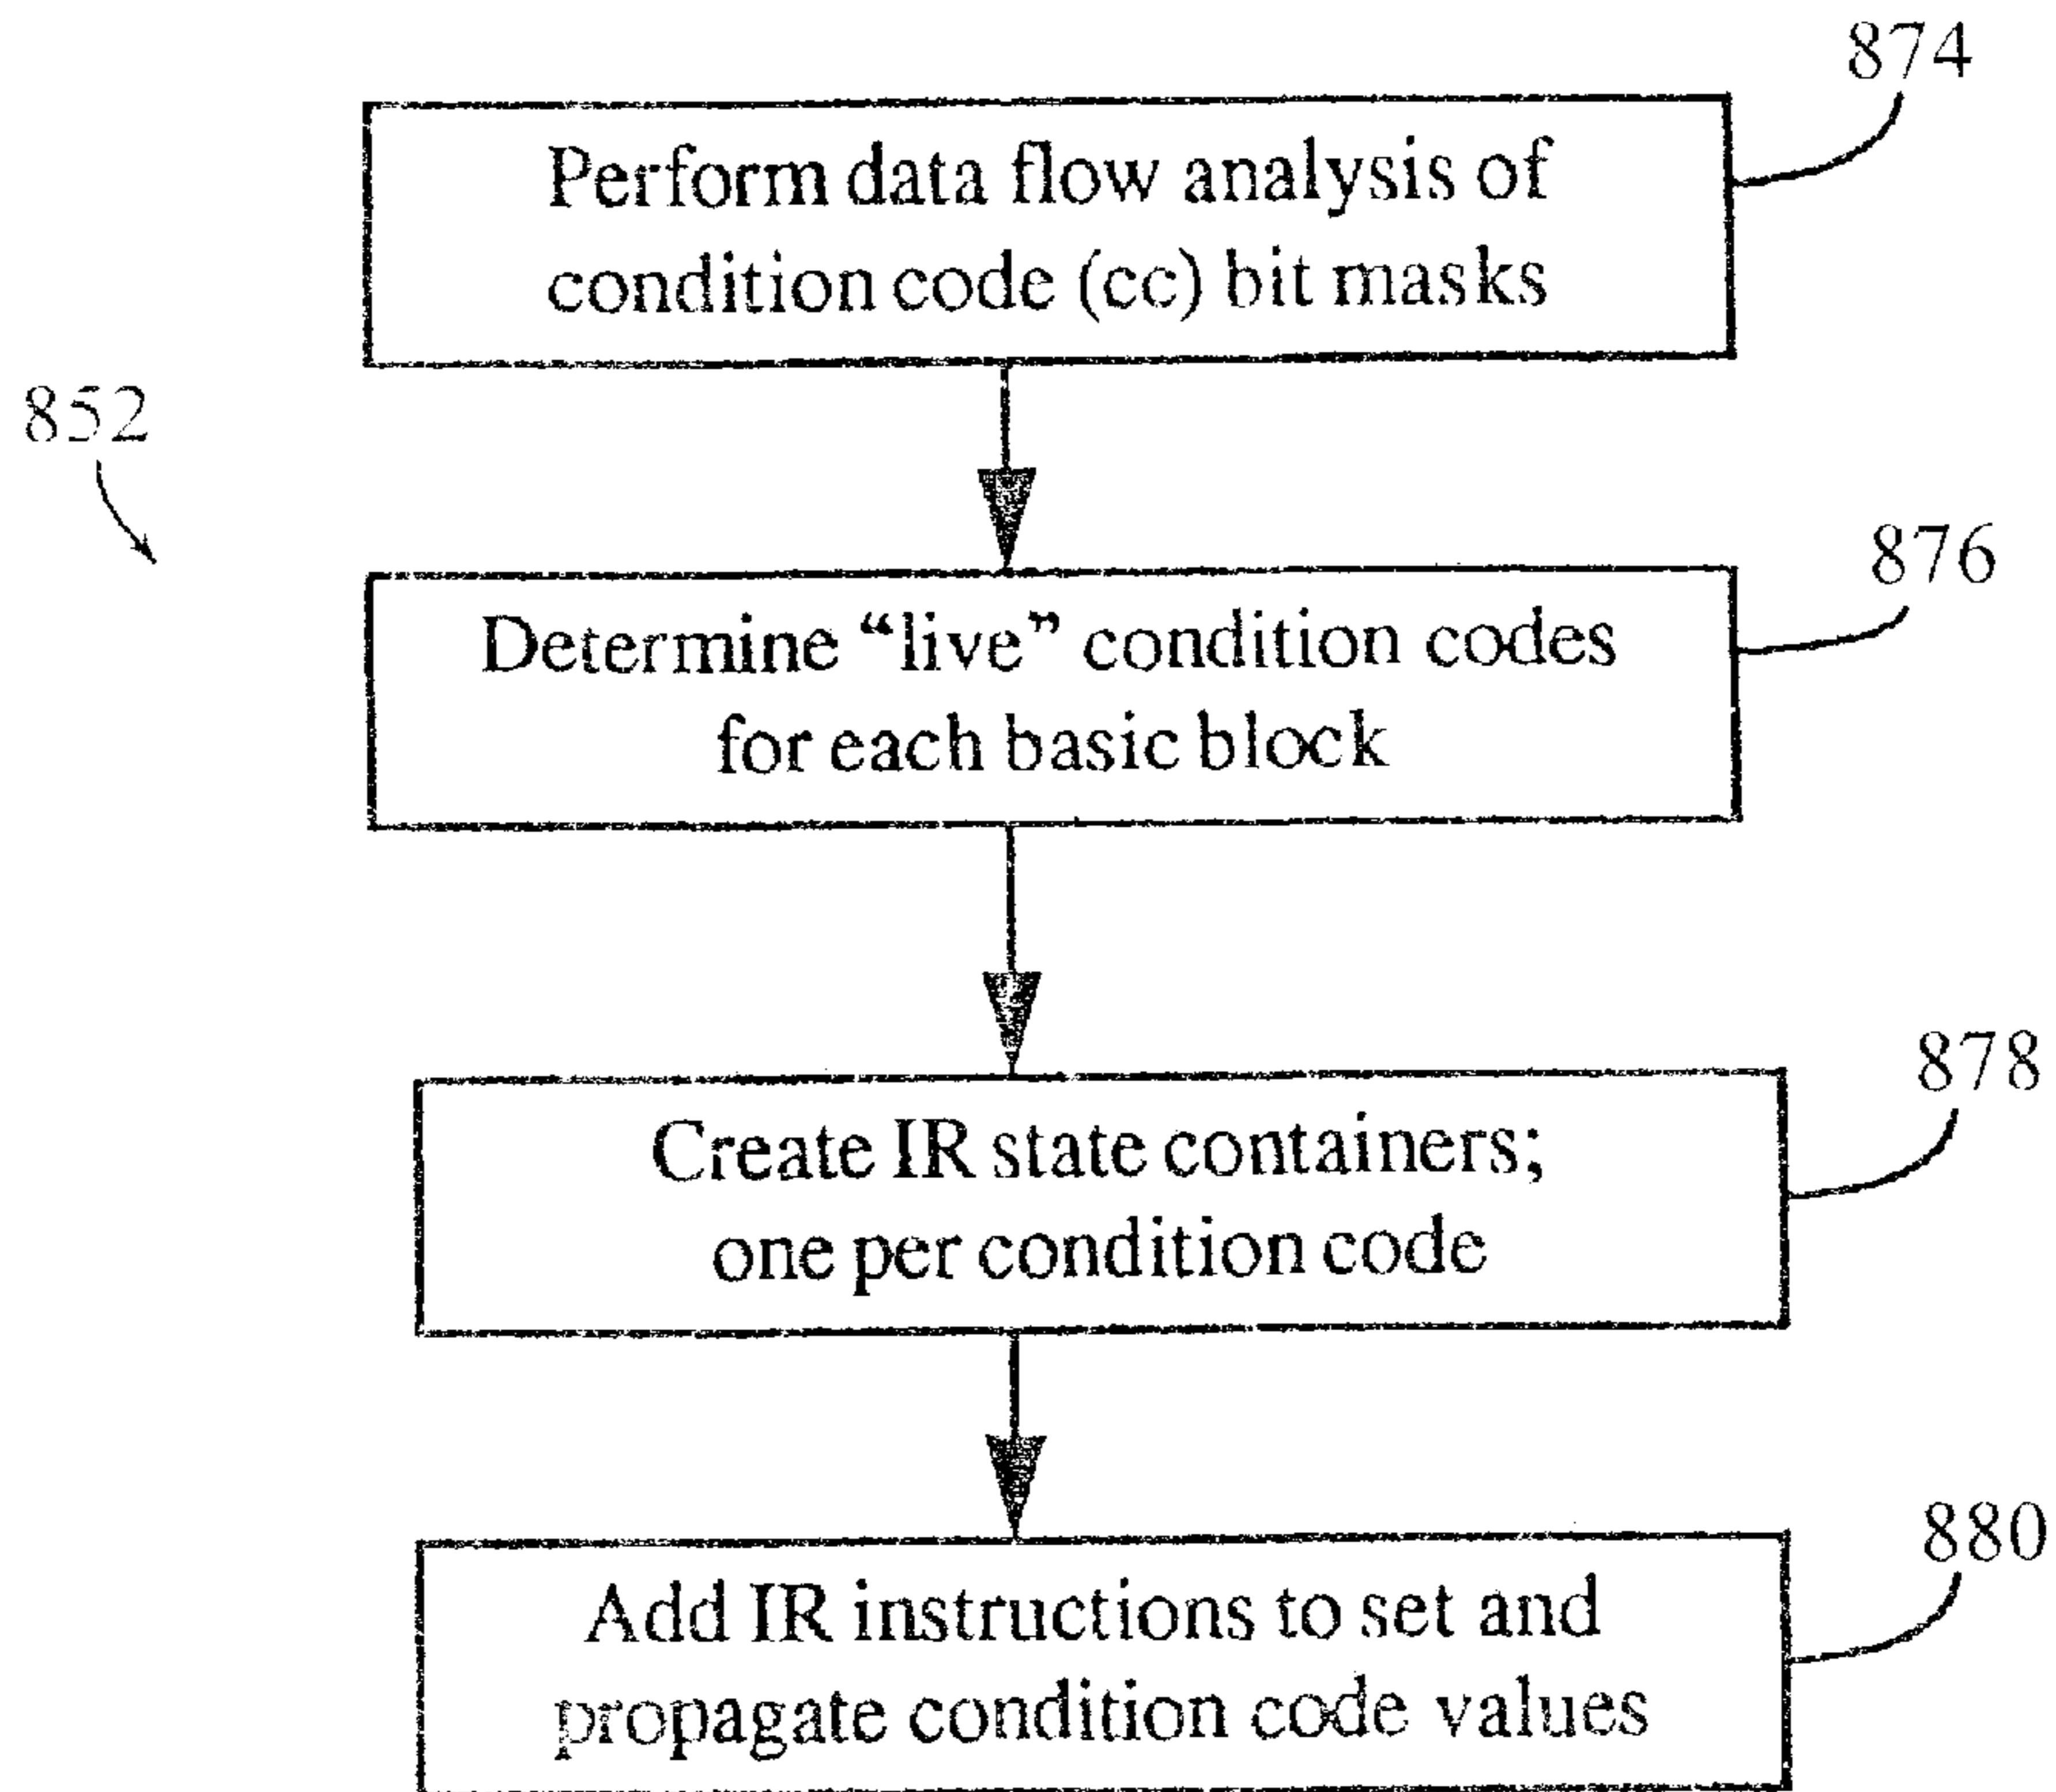 874
Perform data flow analysis of
condition code (cc) bit masks
852
876
Determine “live” condition codes
for each basic block
878
Create IR state containers;
one per condition code
880
Add IR instructions to set and
propagate condition code values